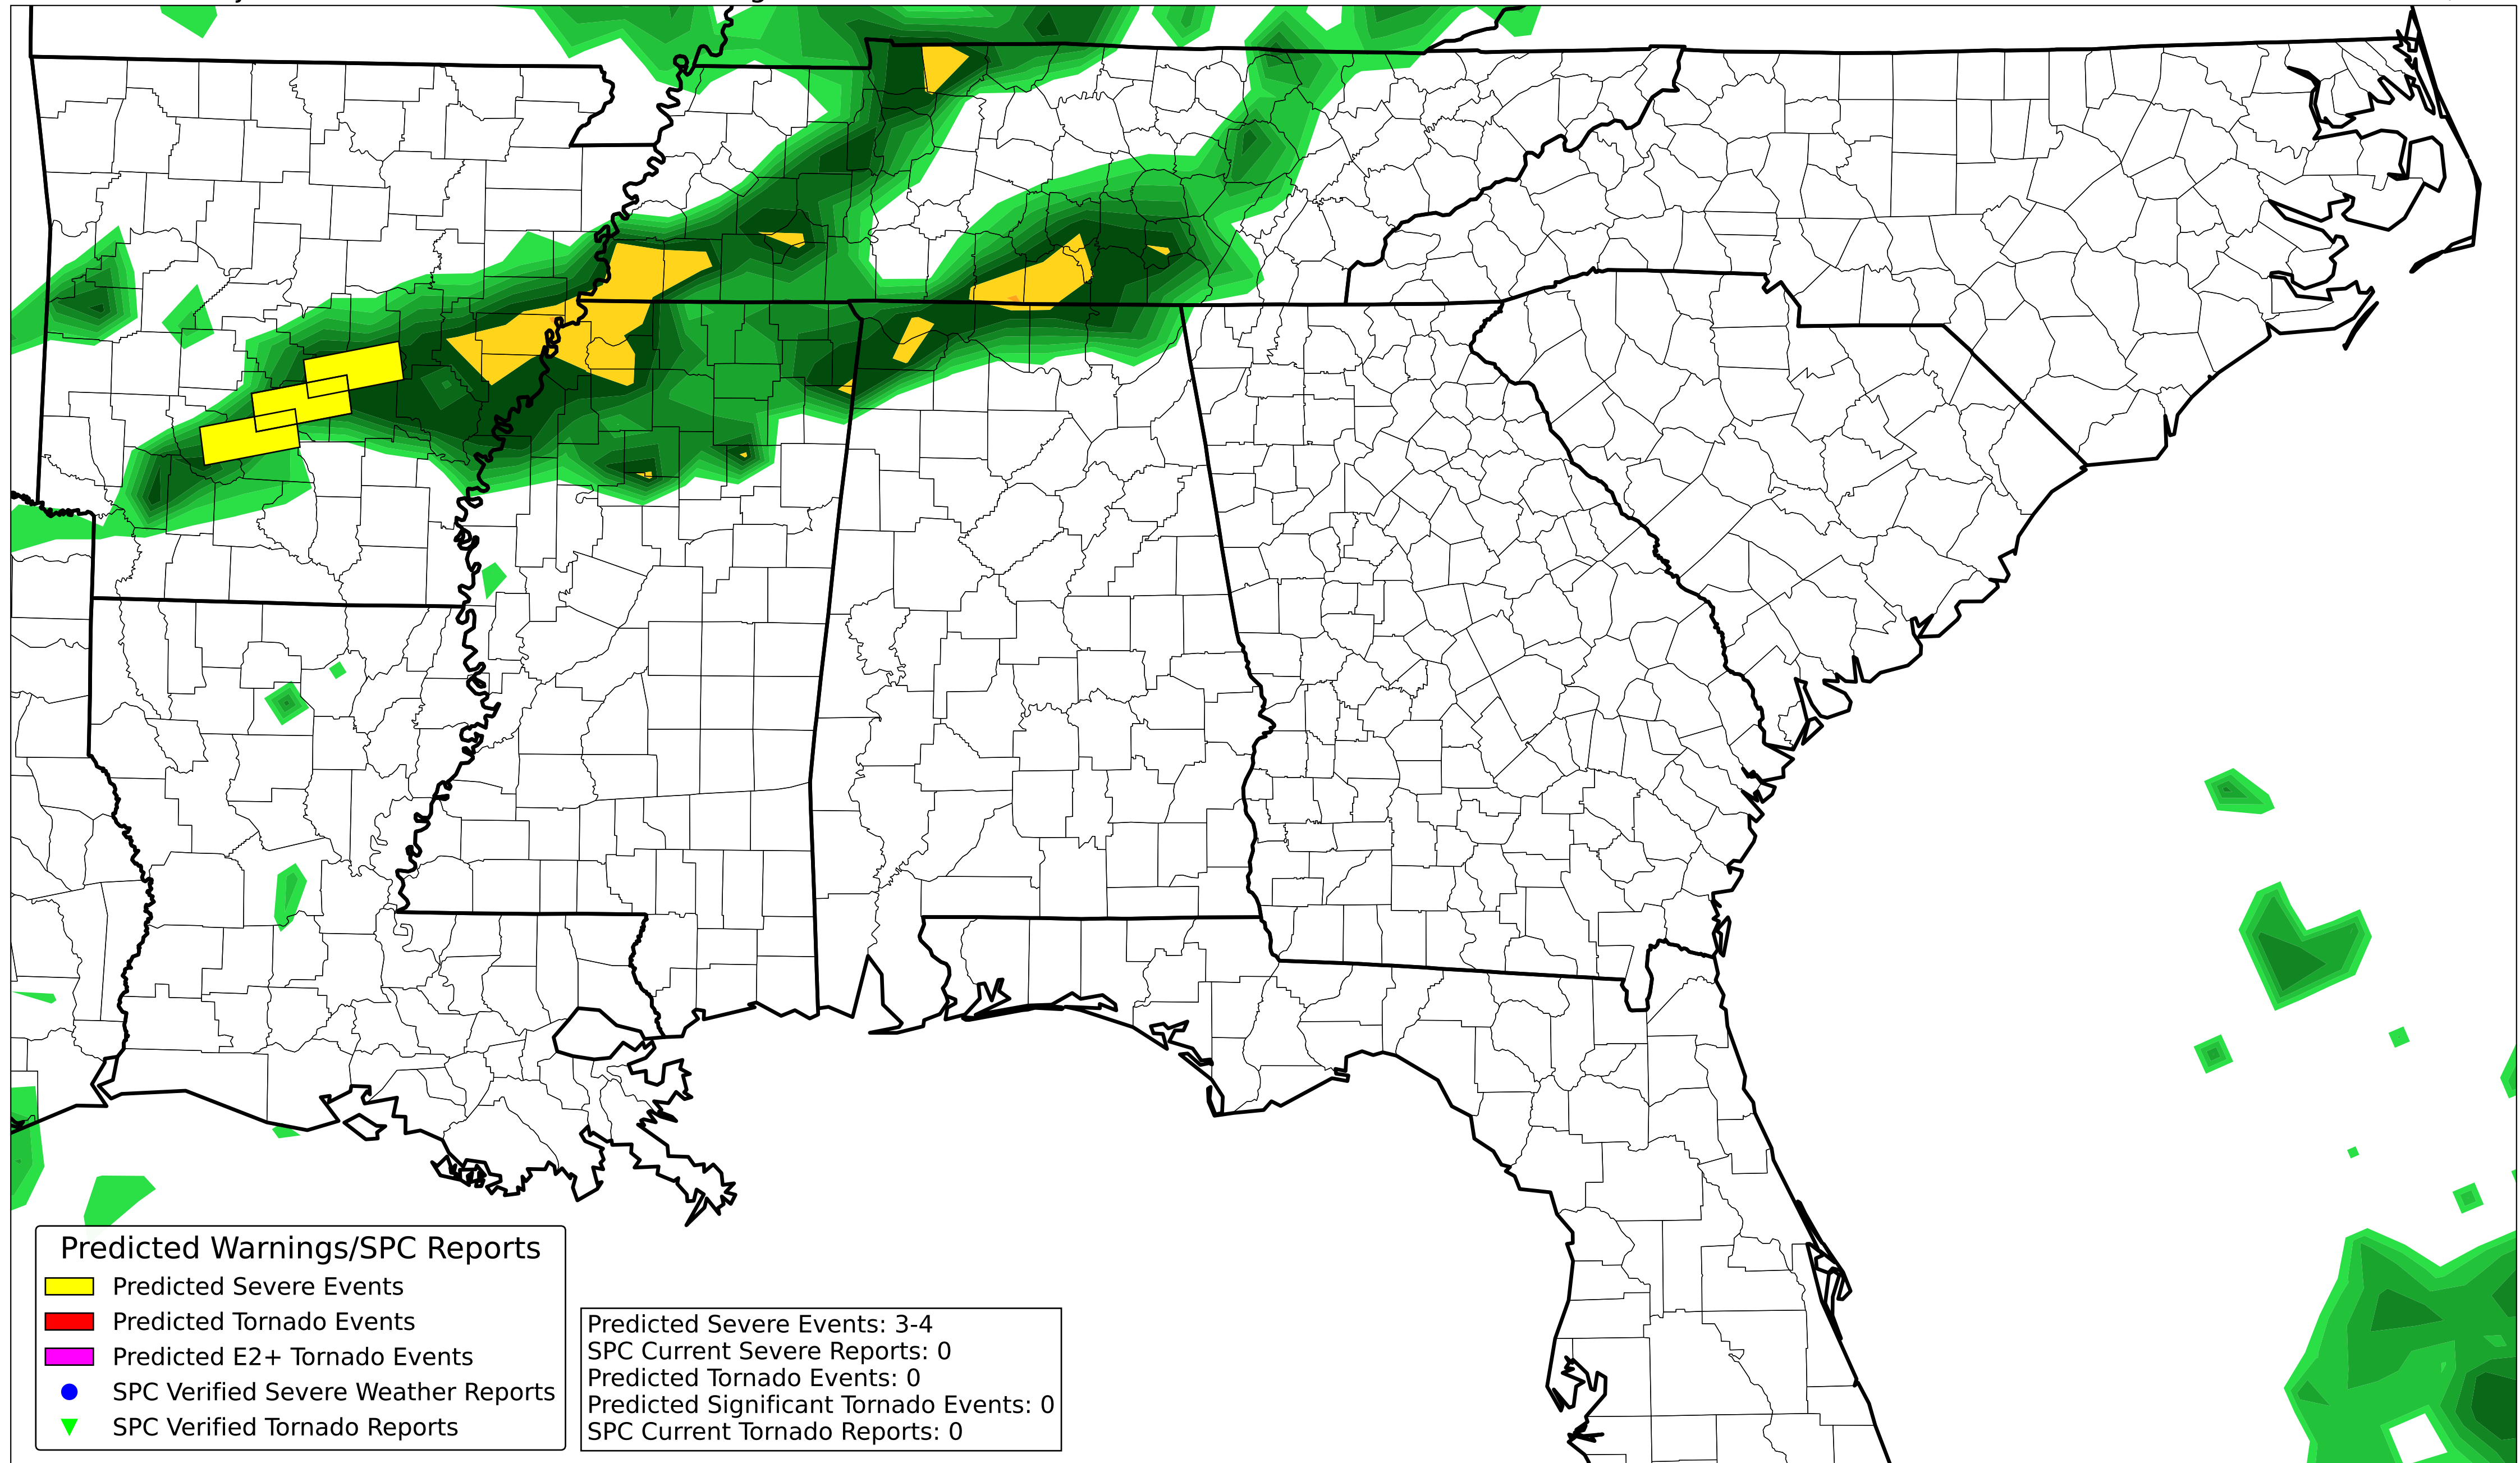 Predicted Warnings/SPC Reports
Predicted Severe Events
Predicted Tornado Events
Predicted E2+ Tornado Events
SPC Verified Severe Weather Reports
SPC Verified Tornado Reports
Predicted Severe Events: 3-4
SPC Current Severe Reports: 0
Predicted Tornado Events: 0
Predicted Significant Tornado Events: 0
SPC Current Tornado Reports: 0